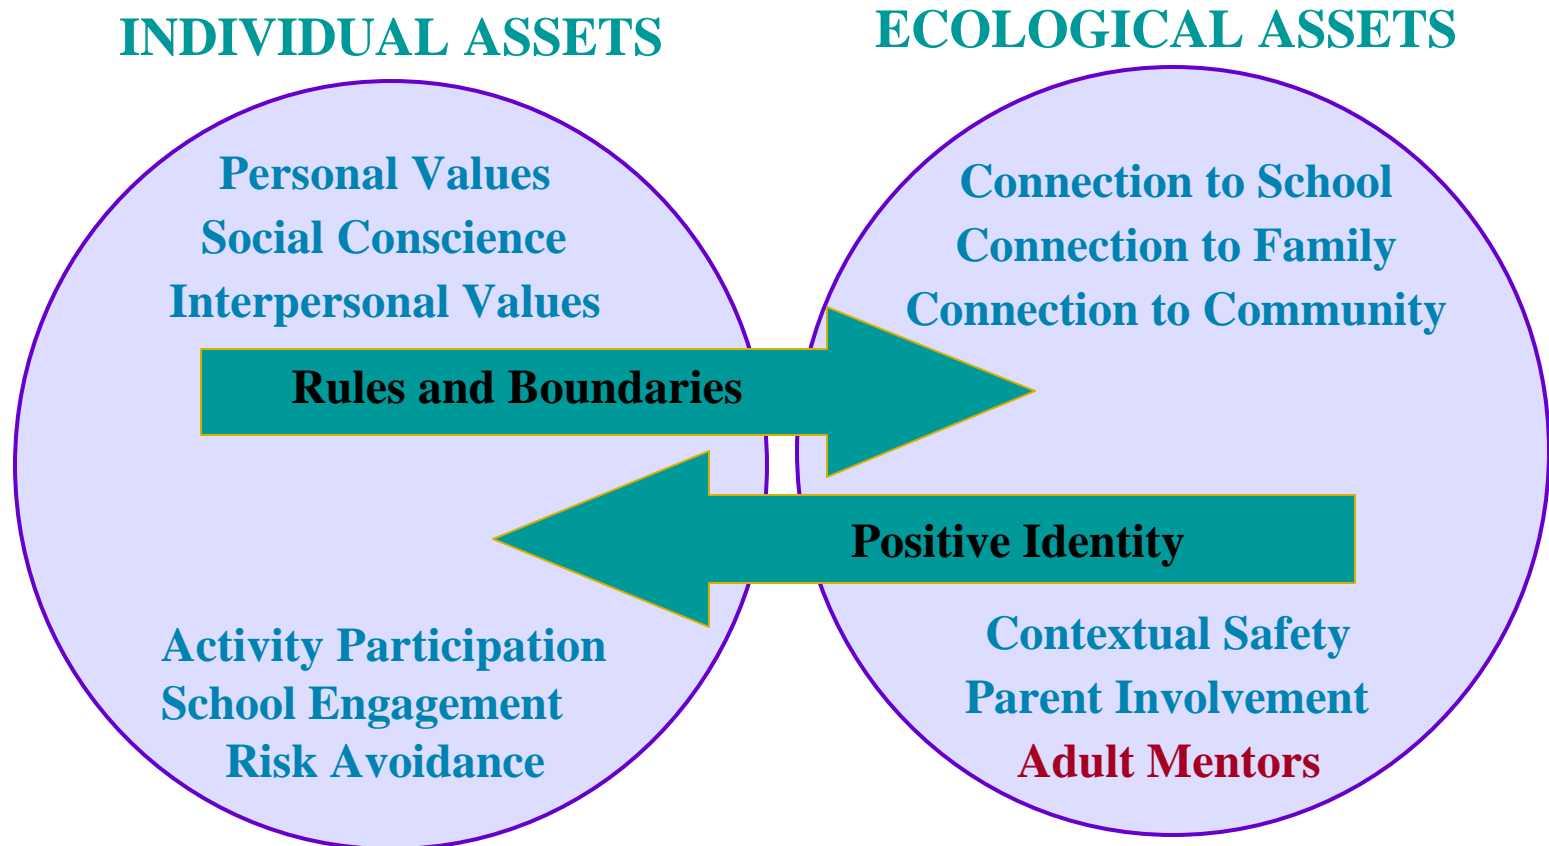 INDIVIDUAL ASSETS
Personal Values
Social Conscience
Interpersonal Values
Rules and Boundaries
Activity Participation
School Engagement
Risk Avoidance
ECOLOGICAL ASSETS
Connection to School
Connection to Family
Connection to Community
Positive Identity
Contextual Safety
Parent Involvement
Adult Mentors